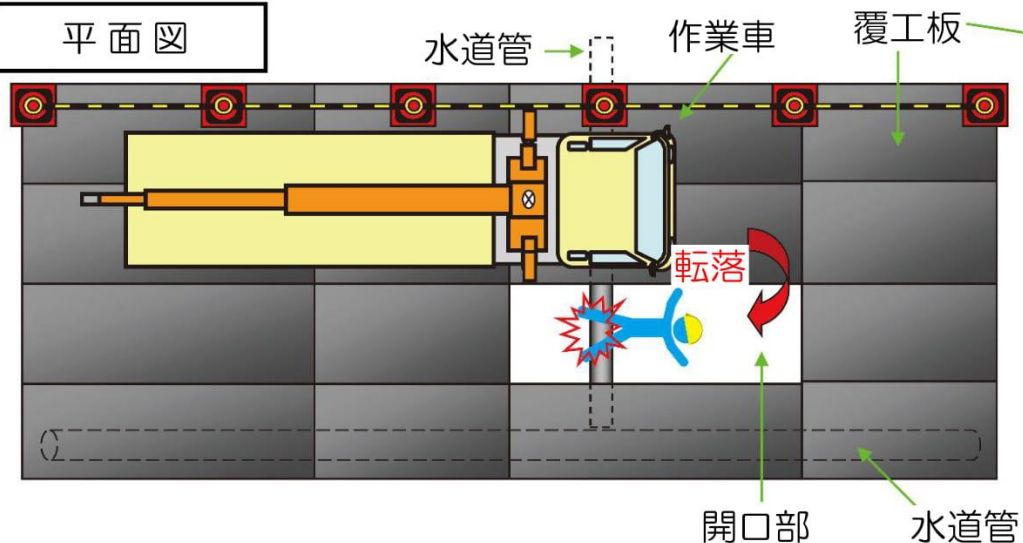 平面図
水道管
作業車
覆工板
転落
開口部
水道管